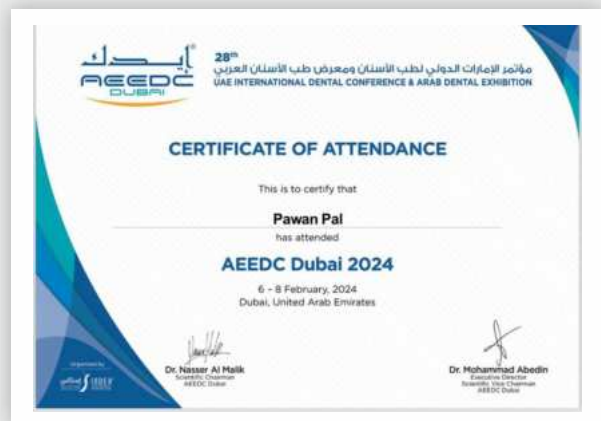 إيدك
AEEDC
DUBAI
28th
مؤتمر الإمارات الدولي لطب الأسنان ومعرض طب الأسنان العربي
UAE INTERNATIONAL DENTAL CONFERENCE & ARAB DENTAL EXHIBITION
CERTIFICATE OF ATTENDANCE
This is to certify that
Pawan Pal
has attended
AEEDC Dubai 2024
6 - 8 February, 2024
Dubai, United Arab Emirates
Dr. Nasser Al Malik
Scientific Chairman
AEEDC Dubai
Dr. Mohammad Abedin
Executive Director
Scientific Vice Chairman
AEEDC Dubai
Organised by
INDEX